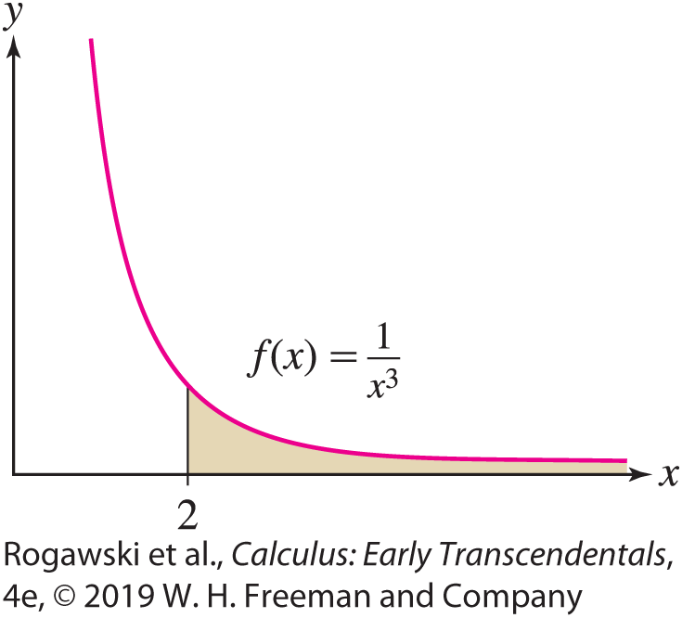 y
f(x) = 1/x³
x
2
Rogawski et al., Calculus: Early Transcendentals,
4e, © 2019 W. H. Freeman and Company